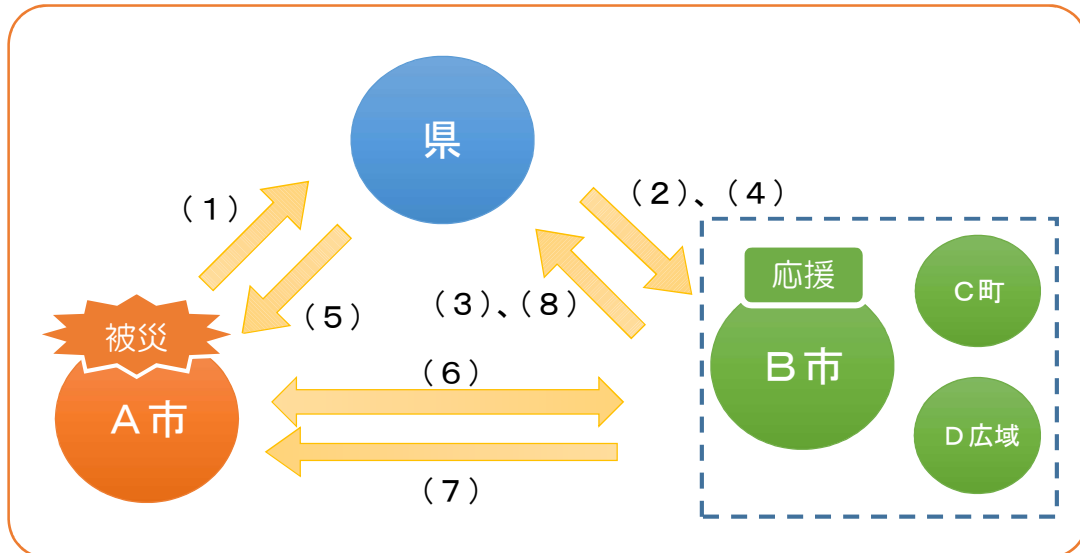 県
（１）
（２）、（４）
（５）
（３）、（８）
応援
Ｃ町
被災
Ｂ市
（６）
Ａ市
Ｄ広域
（７）